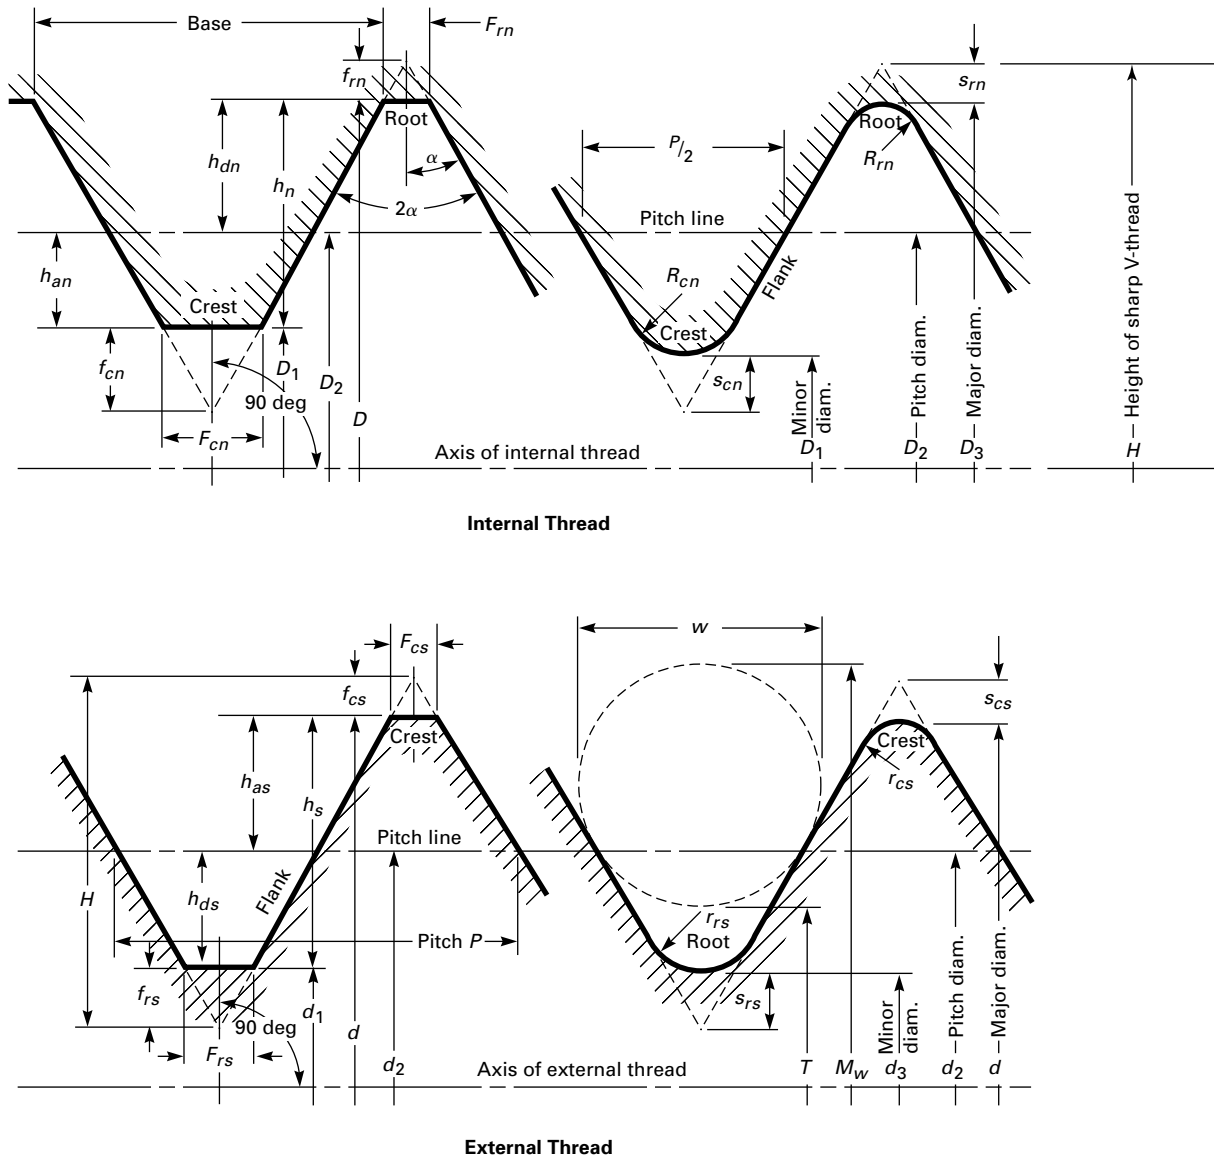 Base
F_rn
f_rn
s_rn
Root
Root
P/2
R_rn
α
h_dn
h_n
2α
Pitch line
h_an
R_cn
Flank
Crest
Crest
Height of sharp V-thread
f_cn
D_1
D_2
s_cn
Minor diam.
Pitch diam.
Major diam.
90 deg
D
F_cn
Axis of internal thread
D_1
D_2
D_3
H
Internal Thread
F_cs
w
f_cs
s_cs
Crest
Crest
h_as
h_s
r_cs
Pitch line
H
h_ds
Flank
r_rs
Root
Pitch P
f_rs
s_rs
Minor diam.
Pitch diam.
Major diam.
d_1
90 deg
d
F_rs
d_2
Axis of external thread
T
M_w
d_3
d_2
d
External Thread